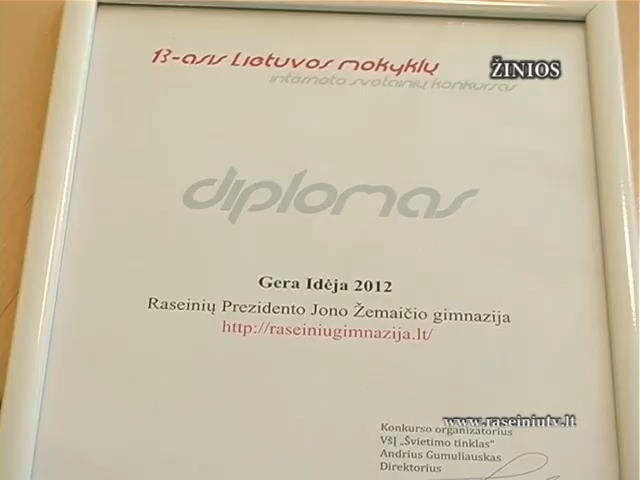 13-asis Lietuvos mokyklų
interneto svetainių konkursas
ŽINIOS
diplomas
Gera Idėja 2012
Raseinių Prezidento Jono Žemaičio gimnazija
http://raseiniugimnazija.lt/
www.raseiniutv.lt
Konkurso organizatorius
VšĮ „Švietimo tinklas"
Andrius Gumuliauskas
Direktorius